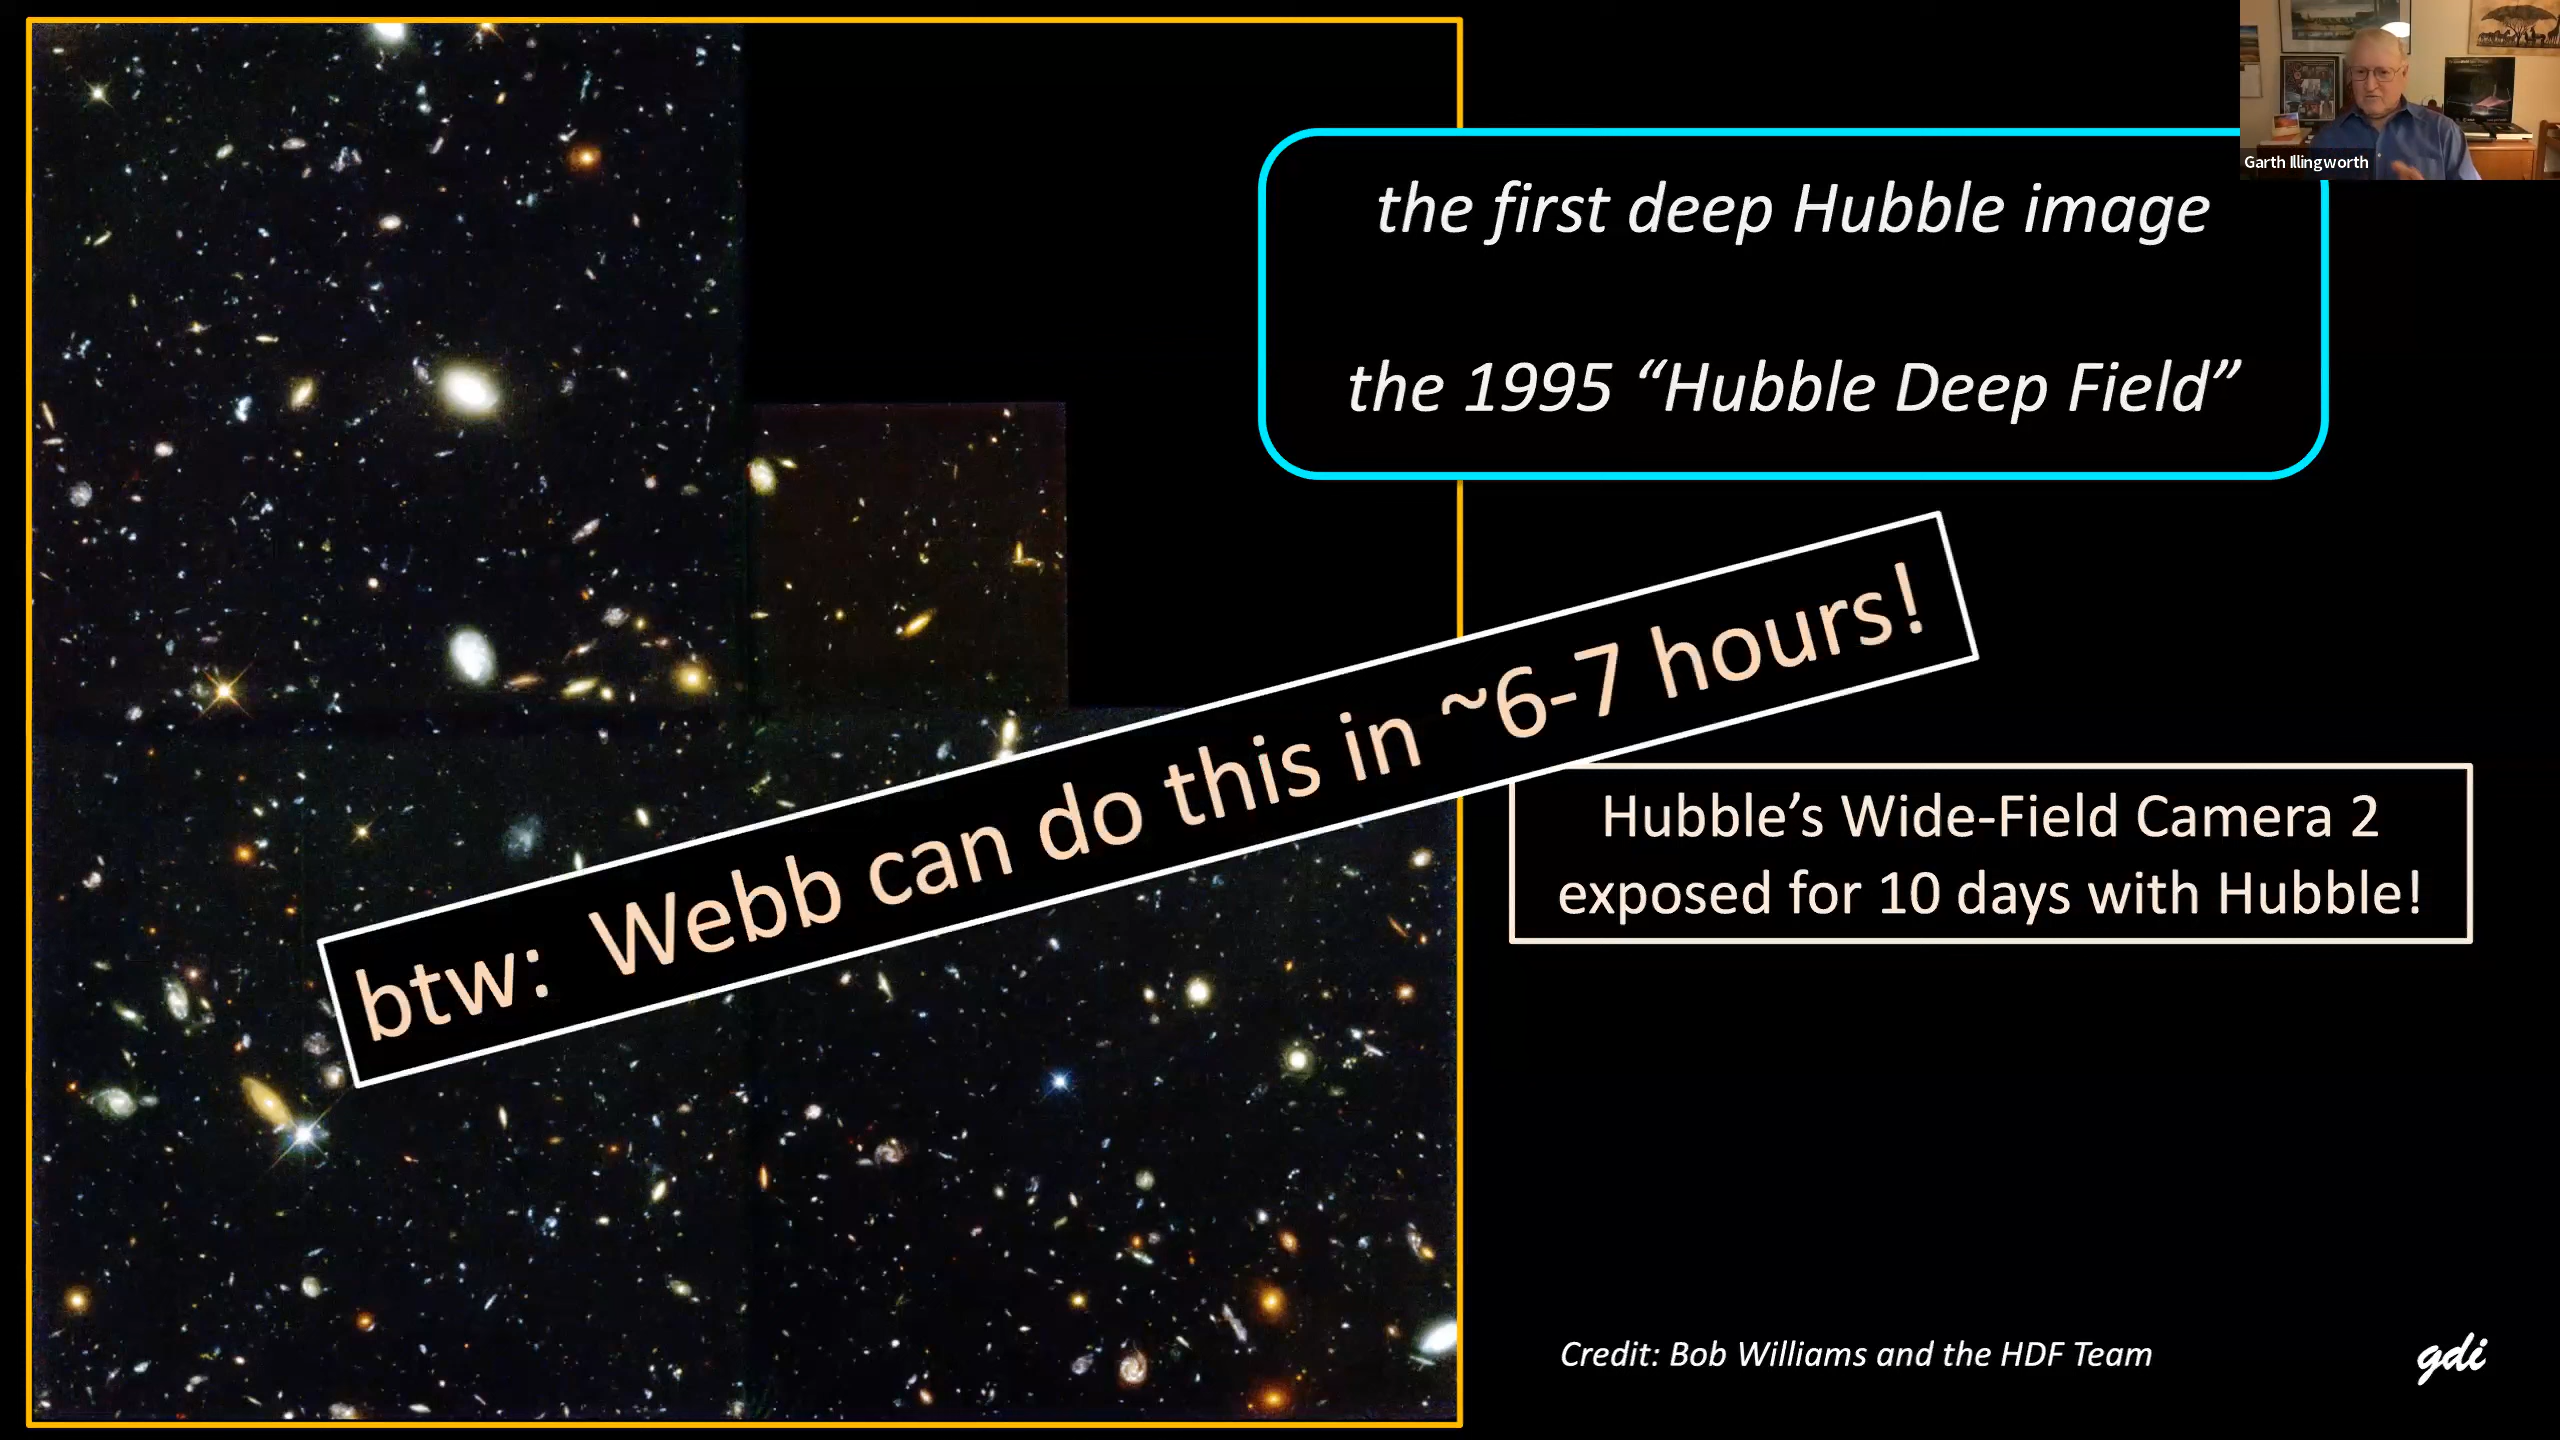 Garth Illingworth
the first deep Hubble image
the 1995 “Hubble Deep Field”
btw:  Webb can do this in ~6-7 hours!
Hubble’s Wide-Field Camera 2
exposed for 10 days with Hubble!
Credit: Bob Williams and the HDF Team
gdi